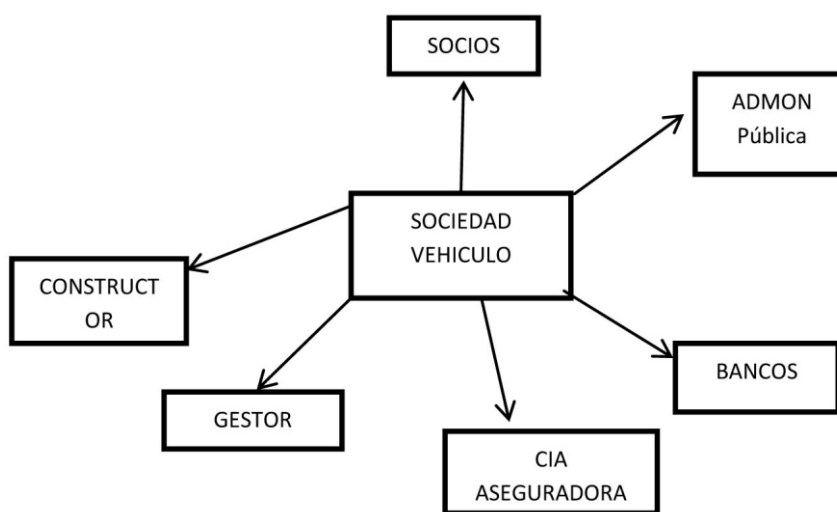 SOCIOS
ADMON
Pública
SOCIEDAD
VEHICULO
CONSTRUCT
OR
BANCOS
GESTOR
CIA
ASEGURADORA